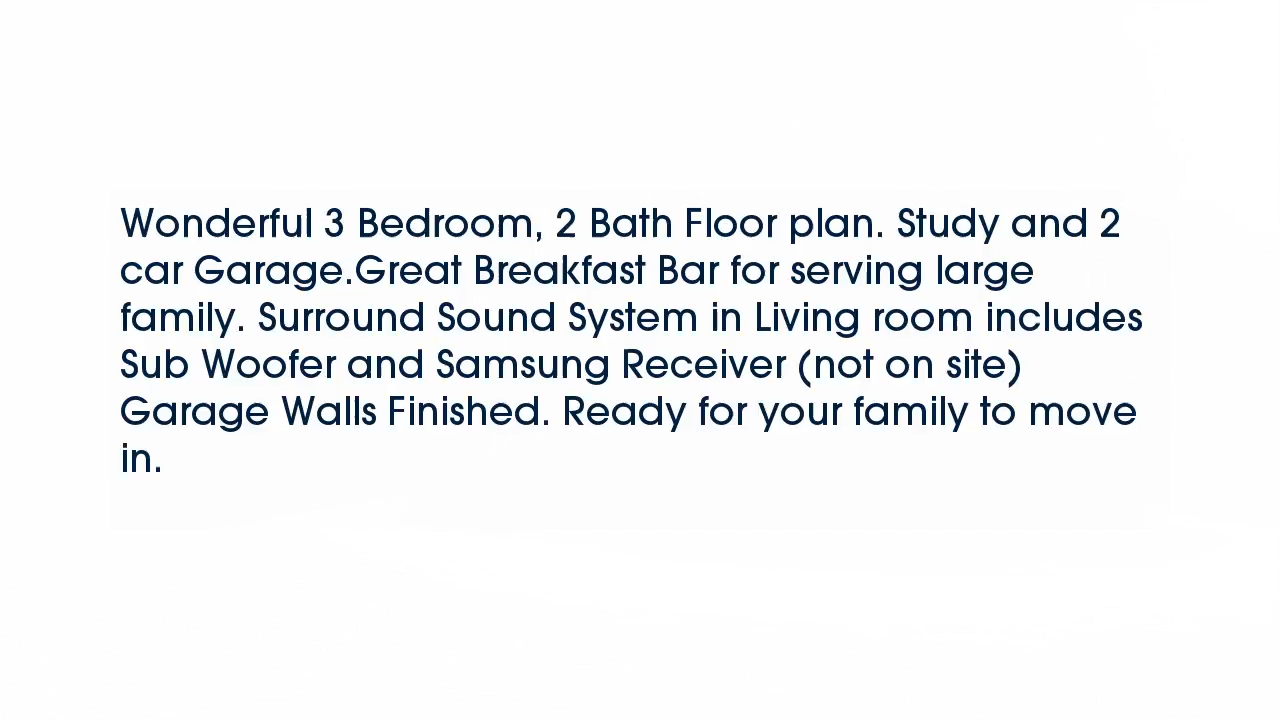 Wonderful 3 Bedroom, 2 Bath Floor plan. Study and 2
car Garage.Great Breakfast Bar for serving large
family. Surround Sound System in Living room includes
Sub Woofer and Samsung Receiver (not on site)
Garage Walls Finished. Ready for your family to move
in.